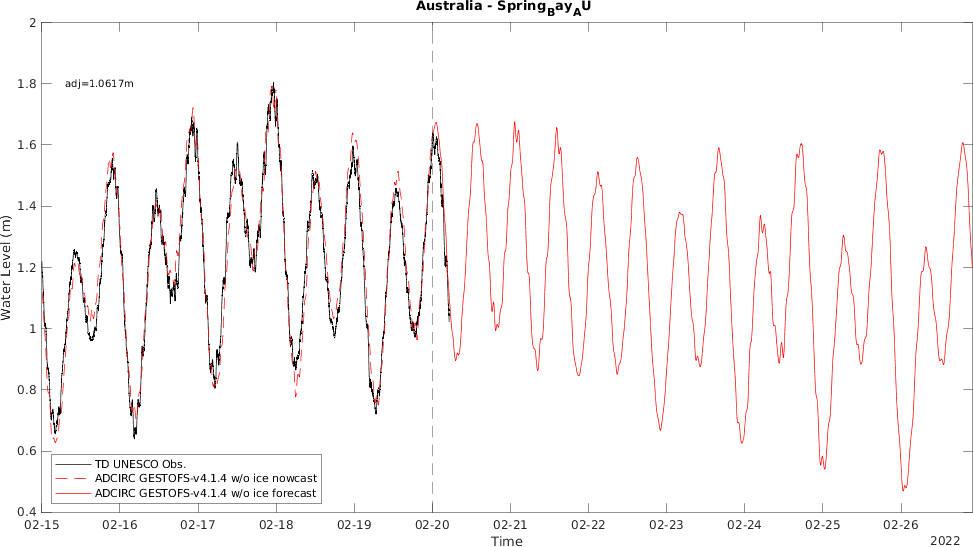 Australia - Spring_Bay_AU
2
1.8
adj=1.0617m
1.6
1.4
1.2
1
0.8
0.6
0.4
Water Level (m)
TD UNESCO Obs.
ADCIRC GESTOFS-v4.1.4 w/o ice nowcast
ADCIRC GESTOFS-v4.1.4 w/o ice forecast
02-15 02-16 02-17 02-18 02-19 02-20 02-21 02-22 02-23 02-24 02-25 02-26
Time
2022